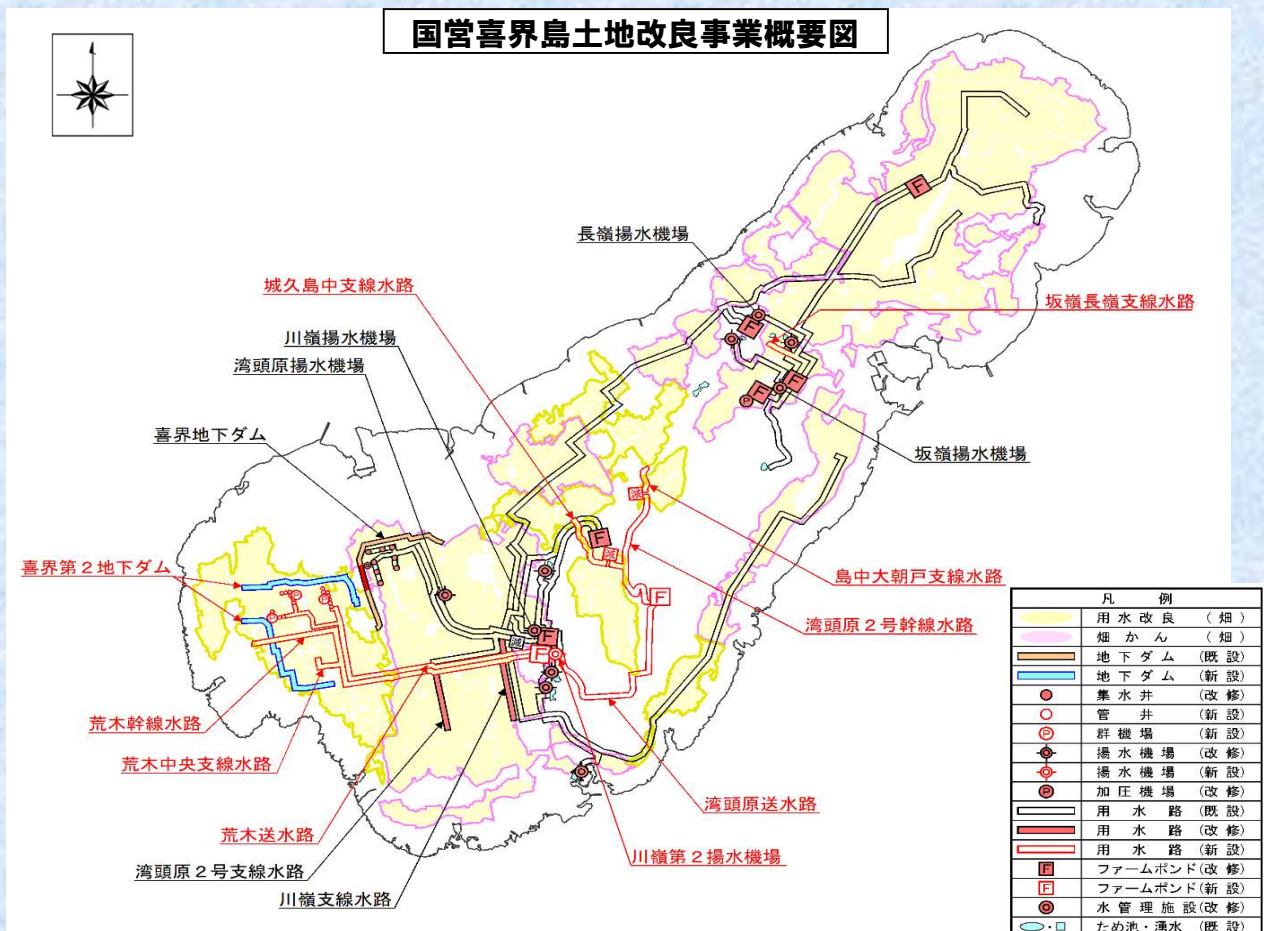 国営喜界島土地改良事業概要図
長嶺揚水機場
城久島中支線水路
坂嶺長嶺支線水路
川嶺揚水機場
湾頭原揚水機場
喜界地下ダム
坂嶺揚水機場
喜界第2地下ダム
島中大朝戸支線水路
湾頭原2号幹線水路
荒木幹線水路
荒木中央支線水路
湾頭原送水路
荒木送水路
川嶺第2揚水機場
湾頭原2号支線水路
川嶺支線水路
F
F
F
F
P
減
F
減
F
P
P
減
F
F
凡 例
用水改良 (畑)
畑かん (畑)
地下ダム (既設)
地下ダム (新設)
集水井 (改修)
管井 (新設)
P 群機場 (新設)
揚水機場 (改修)
揚水機場 (新設)
P 加圧機場 (改修)
用水路 (既設)
用水路 (改修)
用水路 (新設)
F ファームポンド(改修)
F ファームポンド(新設)
水管理施設(改修)
ため池・湧水 (既設)